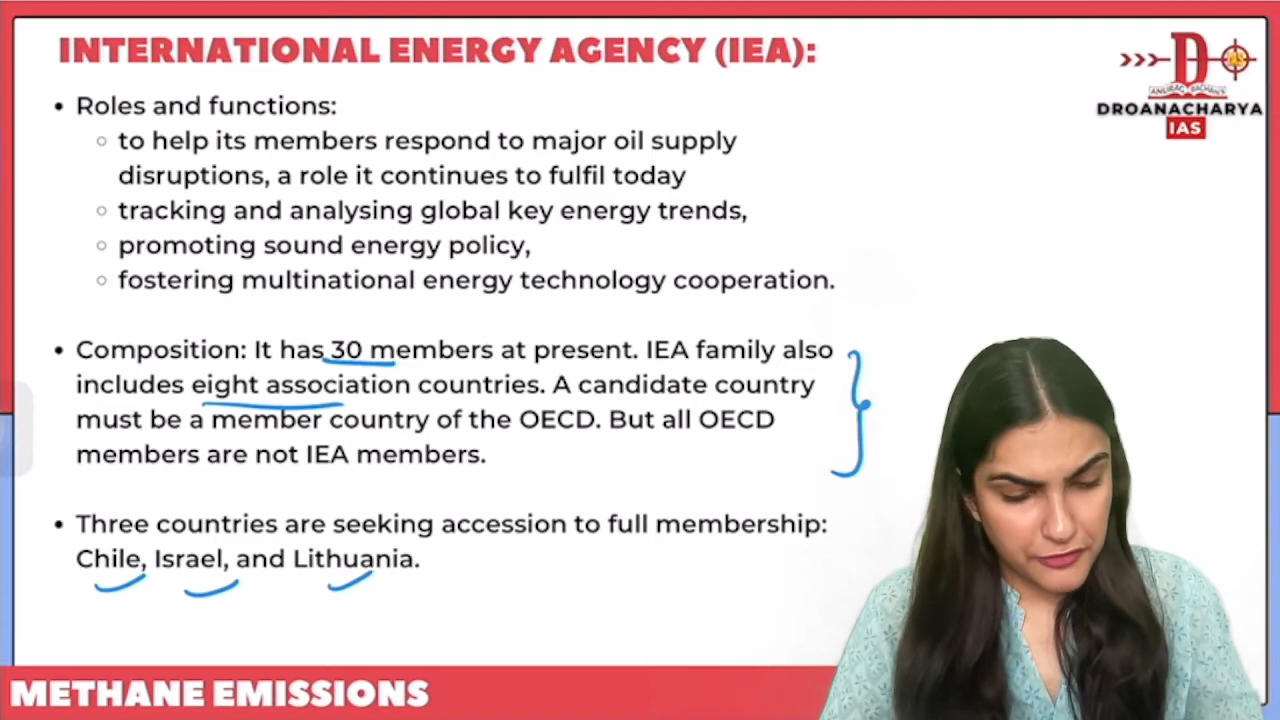 INTERNATIONAL ENERGY AGENCY (IEA):
• Roles and functions:
○ to help its members respond to major oil supply
disruptions, a role it continues to fulfil today
○ tracking and analysing global key energy trends,
○ promoting sound energy policy,
○ fostering multinational energy technology cooperation.
• Composition: It has 30 members at present. IEA family also
includes eight association countries. A candidate country
must be a member country of the OECD. But all OECD
members are not IEA members.
• Three countries are seeking accession to full membership:
Chile, Israel, and Lithuania.
D
IAS
ANURAG BACHAN'S
DROANACHARYA
IAS
METHANE EMISSIONS